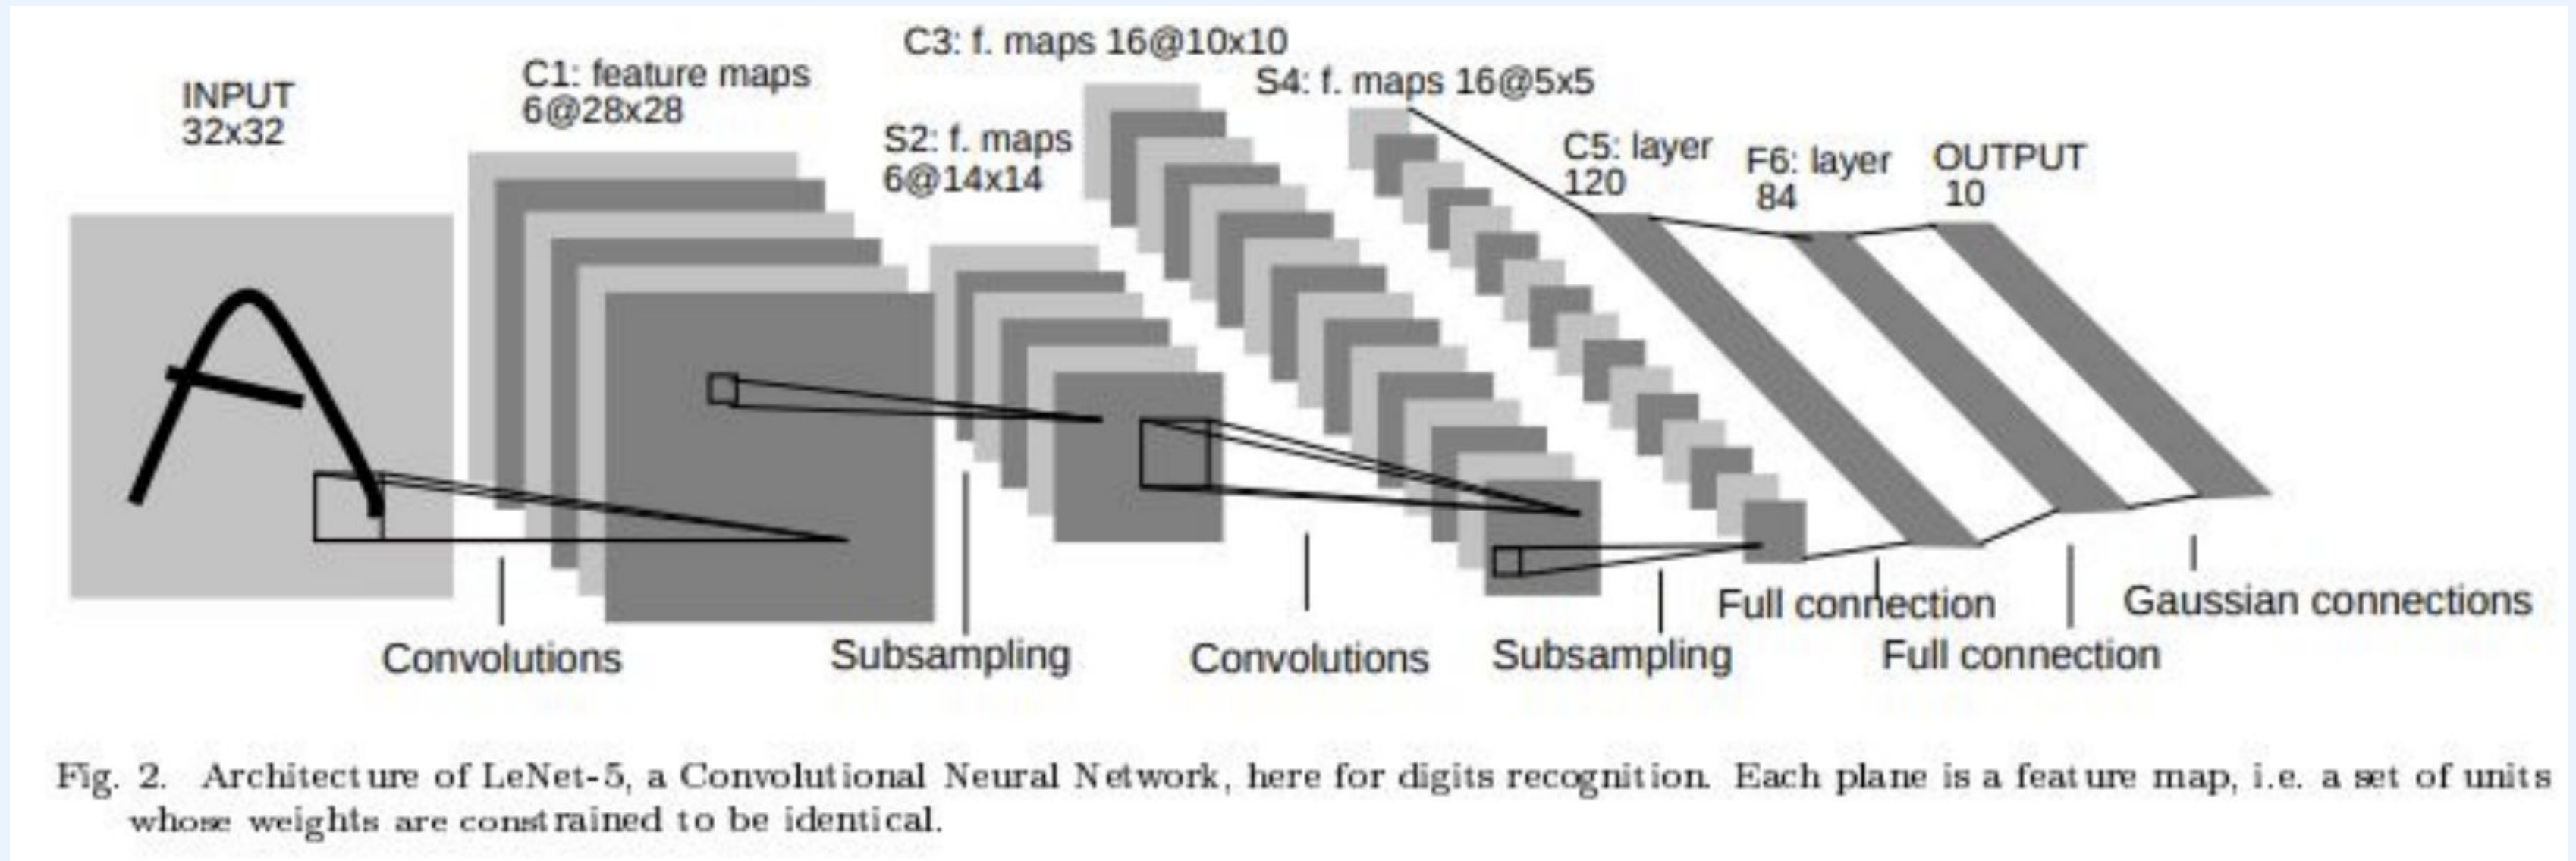 C3: f. maps 16@10x10
INPUT
32x32
C1: feature maps
6@28x28
S4: f. maps 16@5x5
S2: f. maps
6@14x14
C5: layer
120
F6: layer
84
OUTPUT
10
Convolutions
Subsampling
Convolutions
Subsampling
Full connection
Full connection
Gaussian connections
Fig. 2. Architecture of LeNet-5, a Convolutional Neural Network, here for digits recognition. Each plane is a feature map, i.e. a set of units
whose weights are constrained to be identical.